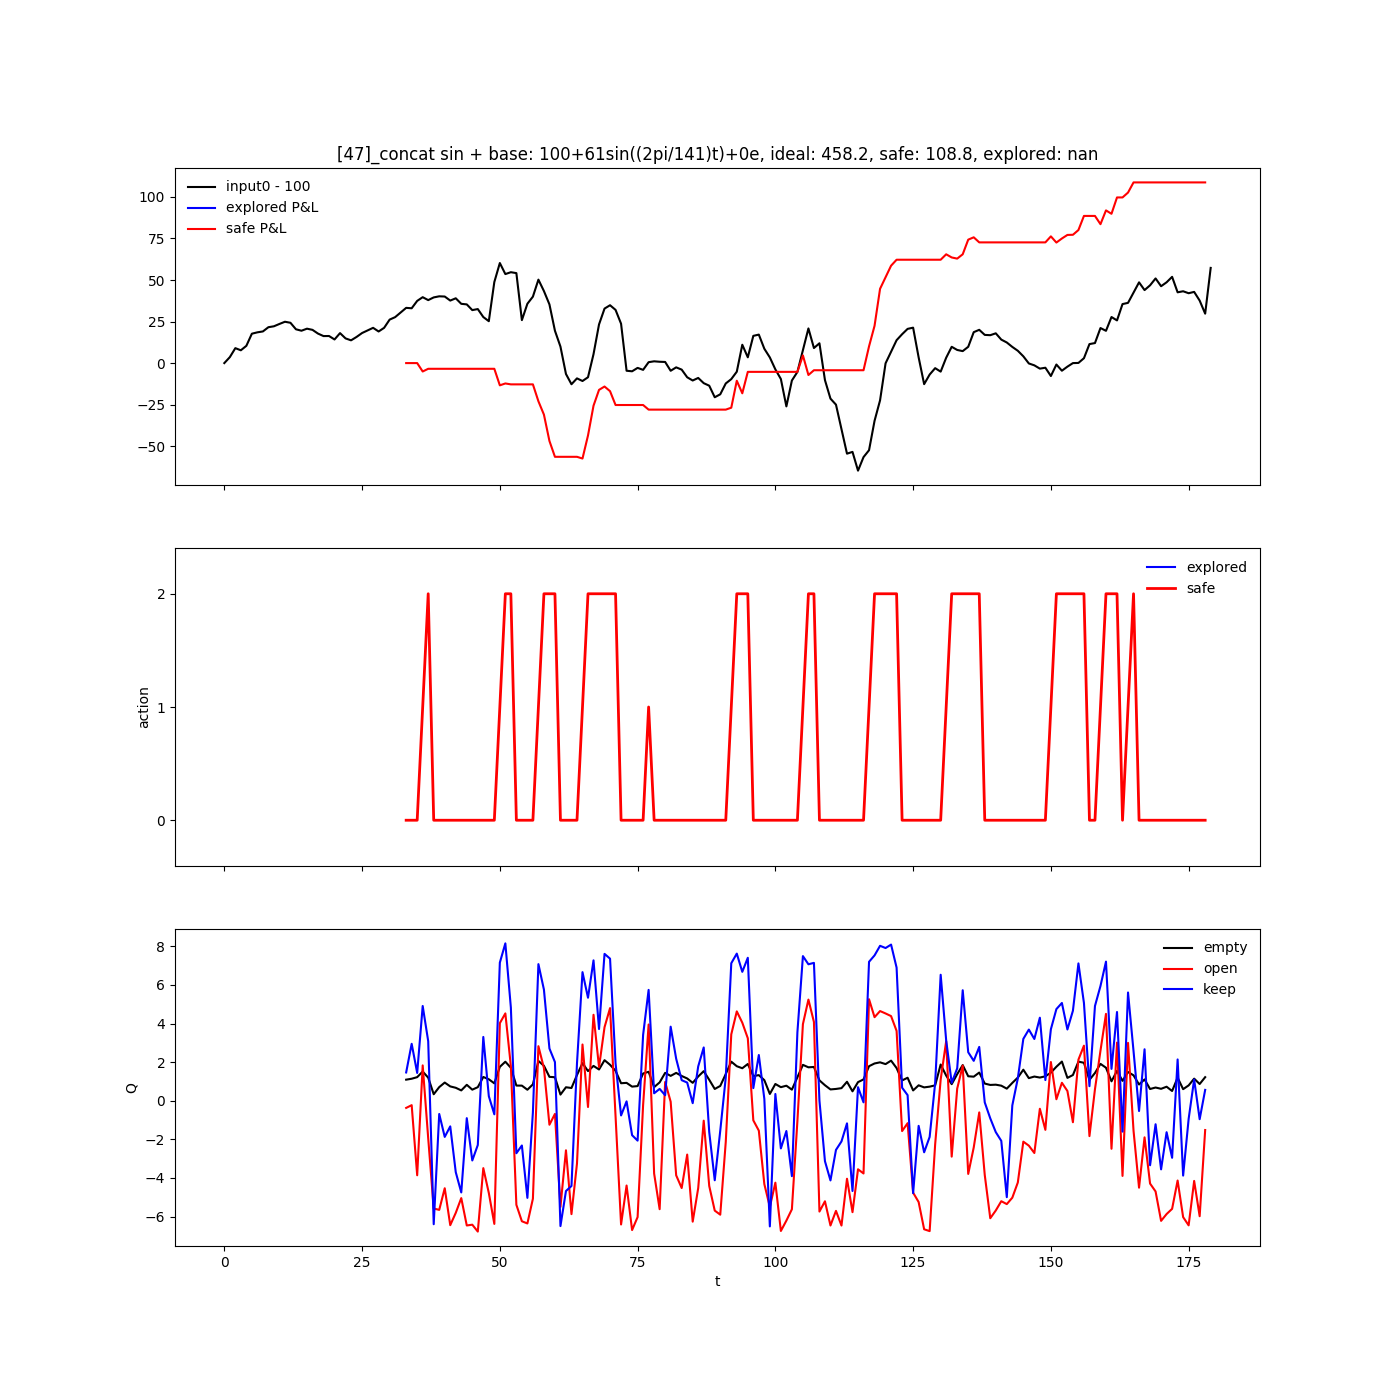 [47]_concat sin + base: 100+61sin((2pi/141)t)+0e, ideal: 458.2, safe: 108.8, explored: nan
input0 - 100
explored P&L
safe P&L
100
75
50
25
0
−25
−50
explored
safe
2
1
0
action
empty
open
keep
8
6
4
2
0
−2
−4
−6
Q
0 25 50 75 100 125 150 175
t